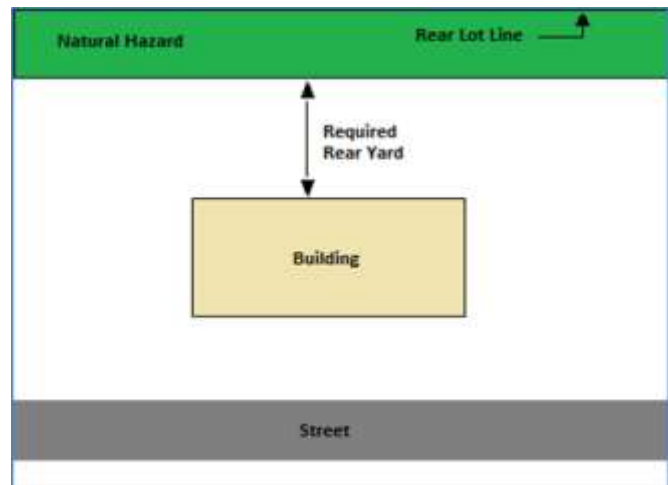 Natural Hazard
Rear Lot Line
Required
Rear Yard
Building
Street